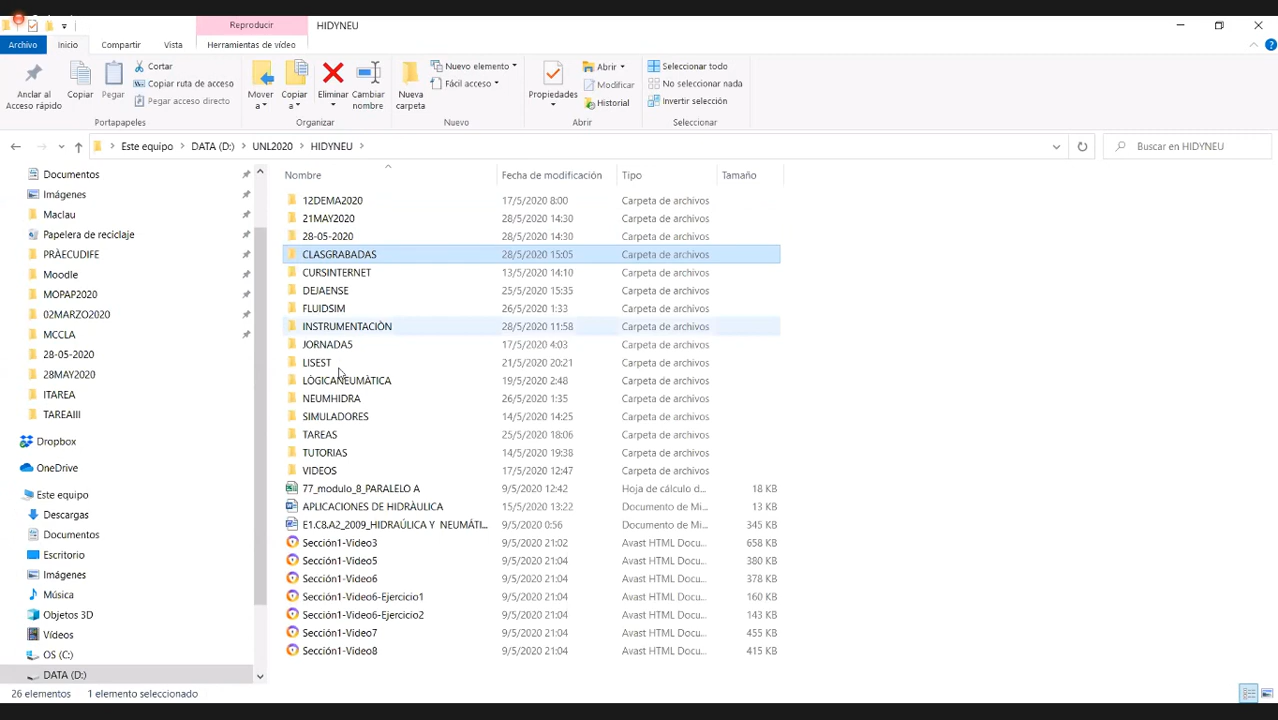 Reproducir
HIDYNEU
Archivo
Inicio
Compartir
Vista
Herramientas de vídeo
Anclar al Acceso rápido
Copiar
Pegar
Cortar
Copiar ruta de acceso
Pegar acceso directo
Mover a
Copiar a
Eliminar
Cambiar nombre
Nueva carpeta
Nuevo elemento
Fácil acceso
Propiedades
Abrir
Modificar
Historial
Seleccionar todo
No seleccionar nada
Invertir selección
Portapapeles
Organizar
Nuevo
Abrir
Seleccionar
Este equipo > DATA (D:) > UNL2020 > HIDYNEU >
Buscar en HIDYNEU
Documentos
Imágenes
Maclau
Papelera de reciclaje
PRÀECUDIFE
Moodle
MOPAP2020
02MARZO2020
MCCLA
28-05-2020
28MAY2020
ITAREA
TAREAIII
Dropbox
OneDrive
Este equipo
Descargas
Documentos
Escritorio
Imágenes
Música
Objetos 3D
Vídeos
OS (C:)
DATA (D:)
Nombre Fecha de modificación Tipo Tamaño
12DEMA2020 17/5/2020 8:00 Carpeta de archivos
21MAY2020 28/5/2020 14:30 Carpeta de archivos
28-05-2020 28/5/2020 14:30 Carpeta de archivos
CLASGRABADAS 28/5/2020 15:05 Carpeta de archivos
CURSINTERNET 13/5/2020 14:10 Carpeta de archivos
DEJAENSE 25/5/2020 15:35 Carpeta de archivos
FLUIDSIM 26/5/2020 1:33 Carpeta de archivos
INSTRUMENTACIÒN 28/5/2020 11:58 Carpeta de archivos
JORNADA5 17/5/2020 4:03 Carpeta de archivos
LISEST 21/5/2020 20:21 Carpeta de archivos
LÒGICANEUMÀTICA 19/5/2020 2:48 Carpeta de archivos
NEUMHIDRA 26/5/2020 1:35 Carpeta de archivos
SIMULADORES 14/5/2020 14:25 Carpeta de archivos
TAREAS 25/5/2020 18:06 Carpeta de archivos
TUTORIAS 14/5/2020 19:38 Carpeta de archivos
VIDEOS 17/5/2020 12:47 Carpeta de archivos
77_modulo_8_PARALELO A 9/5/2020 12:42 Hoja de cálculo d... 18 KB
APLICACIONES DE HIDRÀULICA 15/5/2020 13:22 Documento de Mi... 13 KB
E1.C8.A2_2009_HIDRAÚLICA Y NEUMÁTI... 9/5/2020 0:56 Documento de Mi... 345 KB
Sección1-Video3 9/5/2020 21:02 Avast HTML Docu... 658 KB
Sección1-Video5 9/5/2020 21:04 Avast HTML Docu... 380 KB
Sección1-Video6 9/5/2020 21:04 Avast HTML Docu... 378 KB
Sección1-Video6-Ejercicio1 9/5/2020 21:04 Avast HTML Docu... 160 KB
Sección1-Video6-Ejercicio2 9/5/2020 21:04 Avast HTML Docu... 143 KB
Sección1-Video7 9/5/2020 21:04 Avast HTML Docu... 455 KB
Sección1-Video8 9/5/2020 21:04 Avast HTML Docu... 415 KB
26 elementos 1 elemento seleccionado